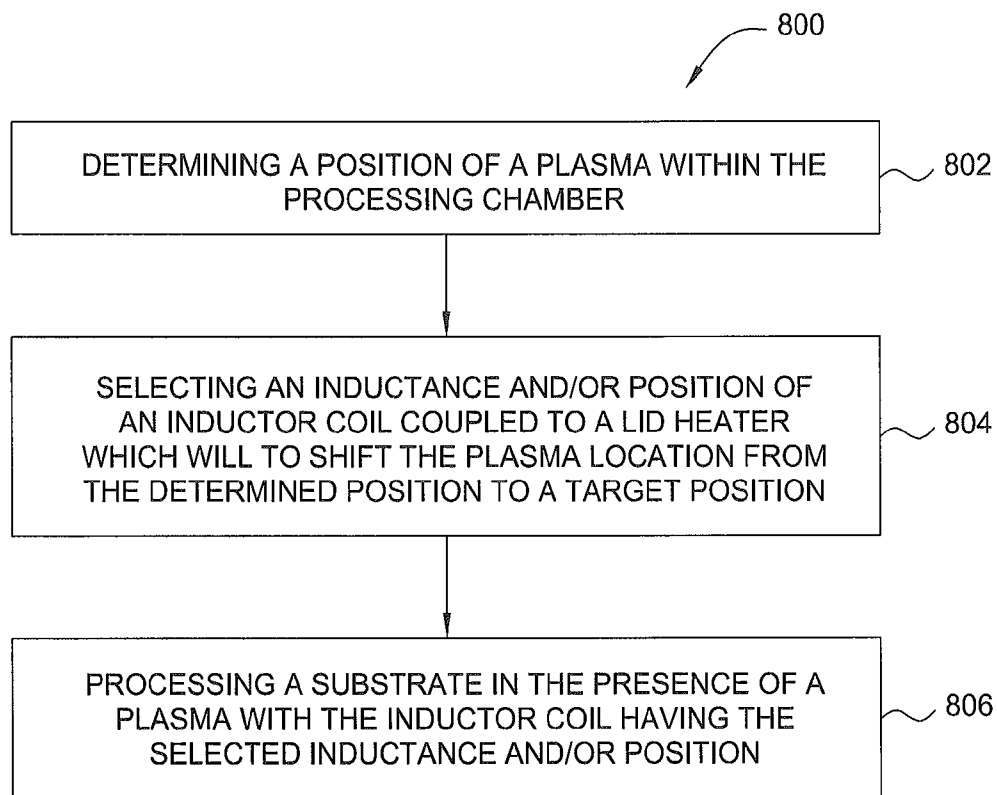 800
DETERMINING A POSITION OF A PLASMA WITHIN THE
PROCESSING CHAMBER
802
SELECTING AN INDUCTANCE AND/OR POSITION OF
AN INDUCTOR COIL COUPLED TO A LID HEATER
WHICH WILL TO SHIFT THE PLASMA LOCATION FROM
THE DETERMINED POSITION TO A TARGET POSITION
804
PROCESSING A SUBSTRATE IN THE PRESENCE OF A
PLASMA WITH THE INDUCTOR COIL HAVING THE
SELECTED INDUCTANCE AND/OR POSITION
806